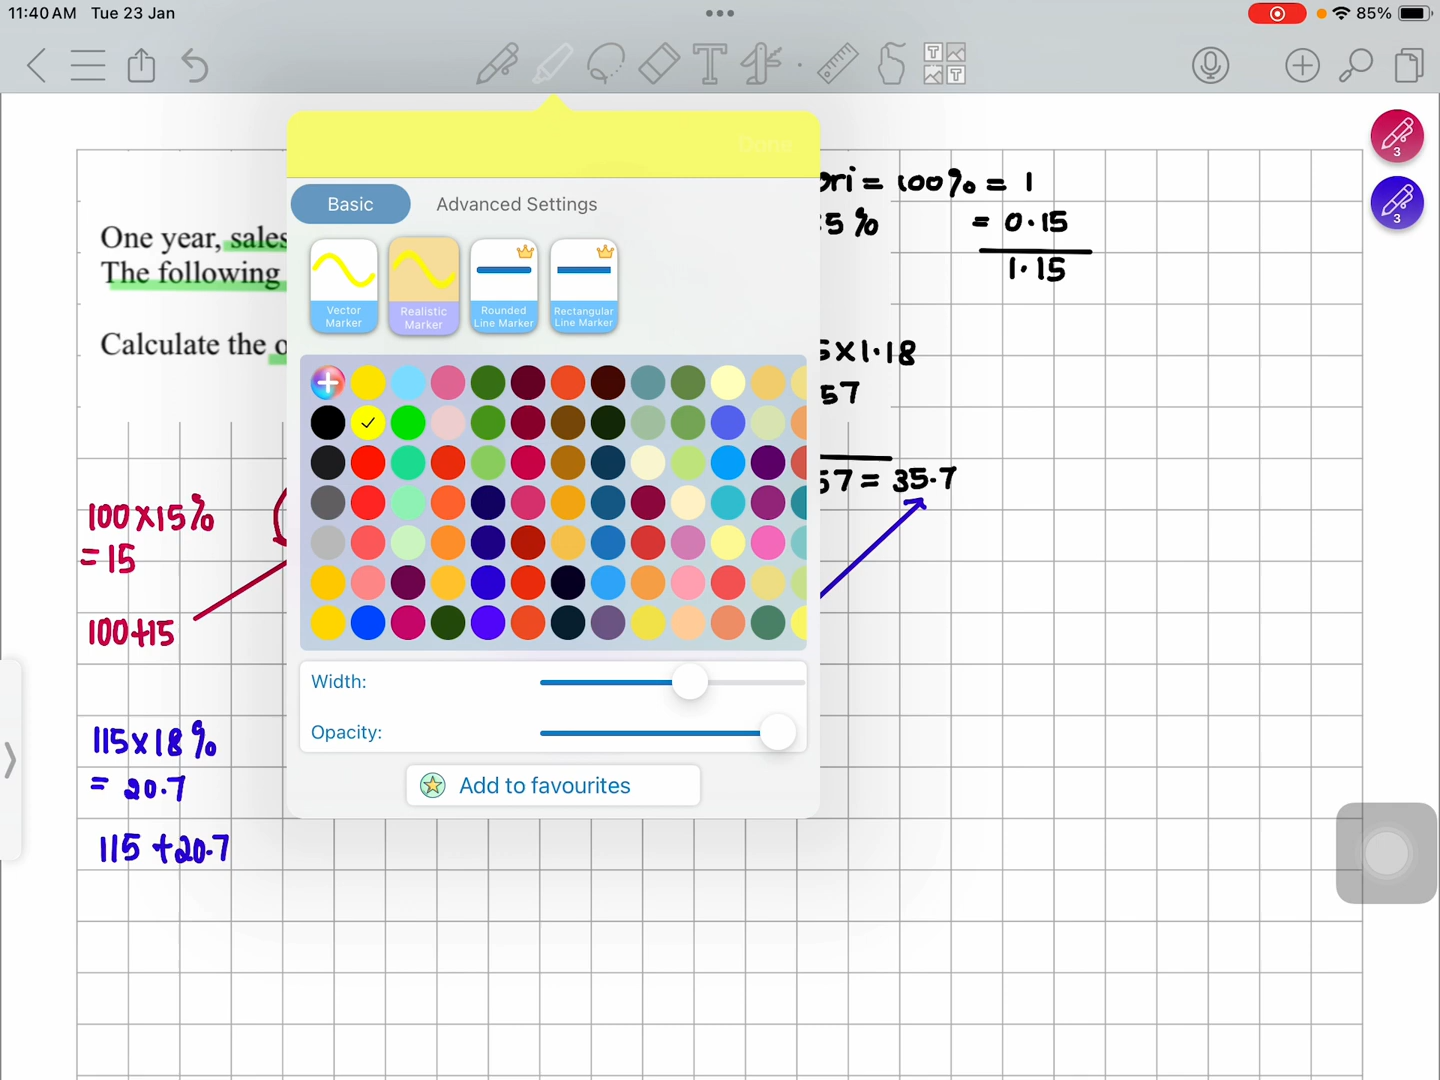 11:40 AM Tue 23 Jan
85%
Done
3
3
Basic Advanced Settings
Vector Marker
Realistic Marker
Rounded Line Marker
Rectangular Line Marker
One year, sales
The following
Calculate the o
ori = 100% = 1
5% = 0.15
1.15
5 x 1.18
57
57 = 35.7
100 x 15%
= 15
100+15
115 x 18%
= 20.7
115 + 20.7
Width:
Opacity:
Add to favourites